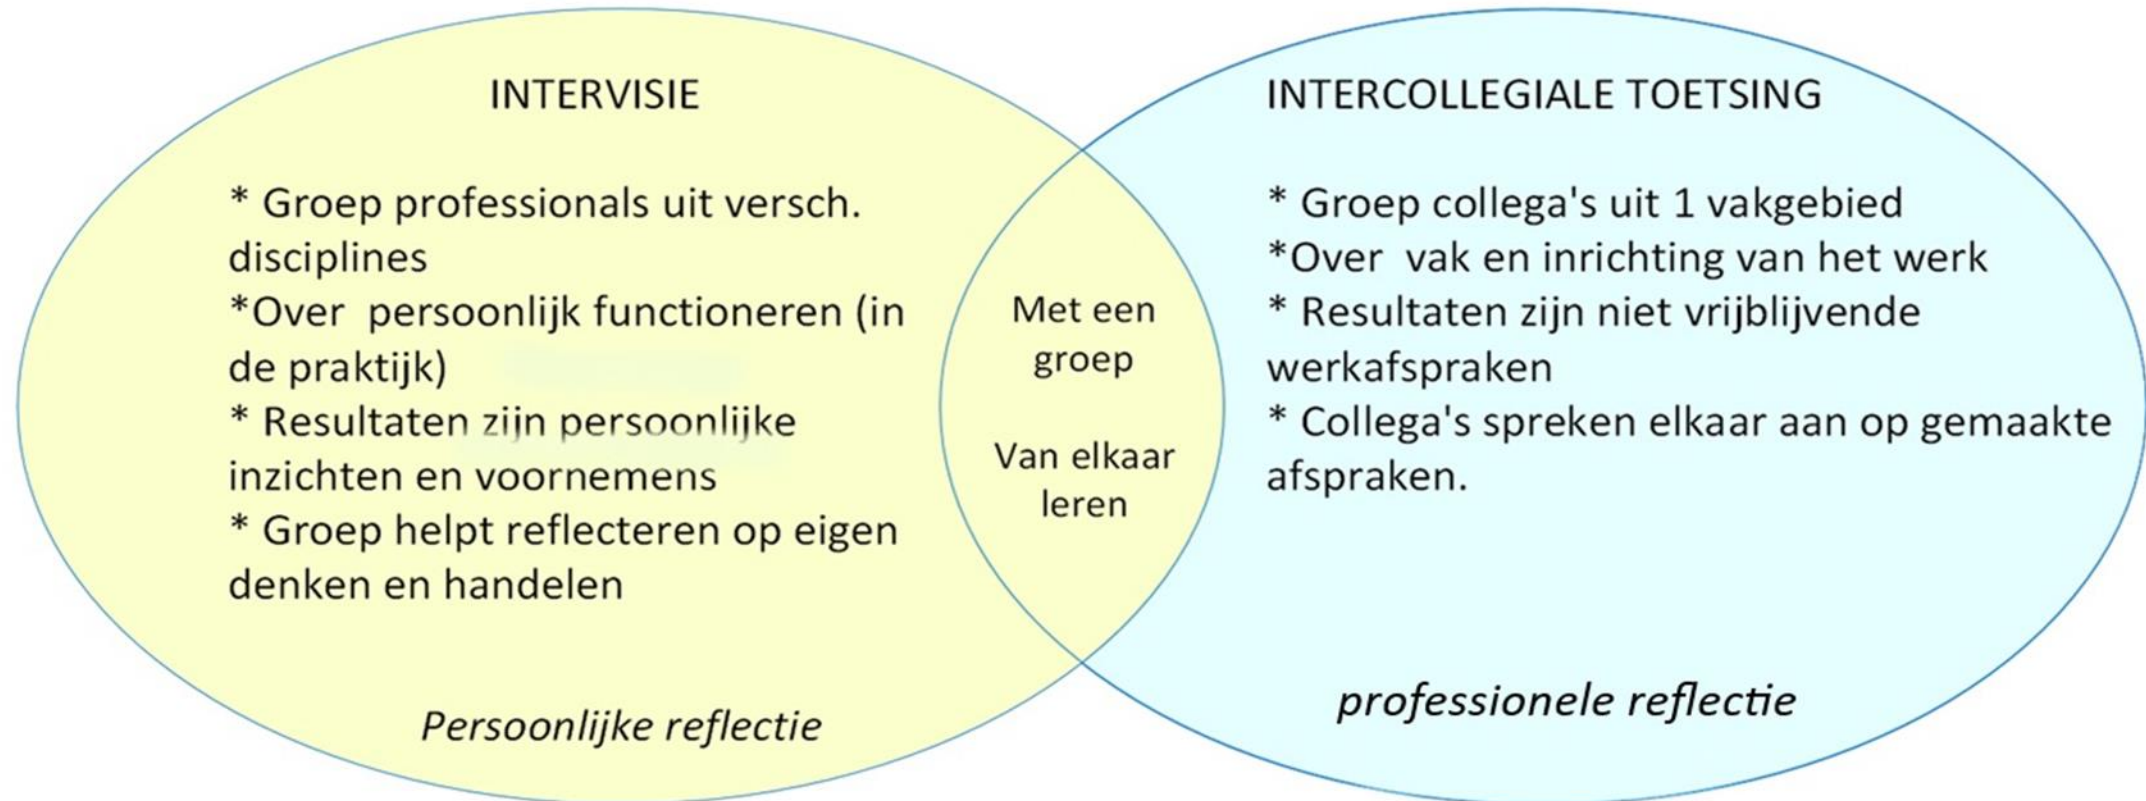 INTERVISIE
* Groep professionals uit versch.
disciplines
*Over  persoonlijk functioneren (in
de praktijk)
* Resultaten zijn persoonlijke
inzichten en voornemens
* Groep helpt reflecteren op eigen
denken en handelen
Persoonlijke reflectie
Met een
groep
Van elkaar
leren
INTERCOLLEGIALE TOETSING
* Groep collega's uit 1 vakgebied
*Over  vak en inrichting van het werk
* Resultaten zijn niet vrijblijvende
werkafspraken
* Collega's spreken elkaar aan op gemaakte
afspraken.
professionele reflectie